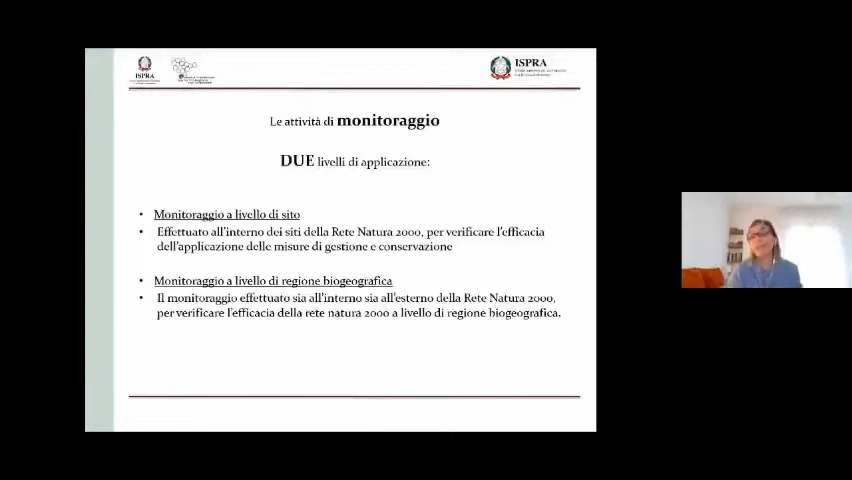 ISPRA
ISPRA
Le attività di monitoraggio
DUE livelli di applicazione:
• Monitoraggio a livello di sito
• Effettuato all'interno dei siti della Rete Natura 2000, per verificare l'efficacia
dell'applicazione delle misure di gestione e conservazione
• Monitoraggio a livello di regione biogeografica
• Il monitoraggio effettuato sia all'interno sia all'esterno della Rete Natura 2000,
per verificare l'efficacia della rete natura 2000 a livello di regione biogeografica.